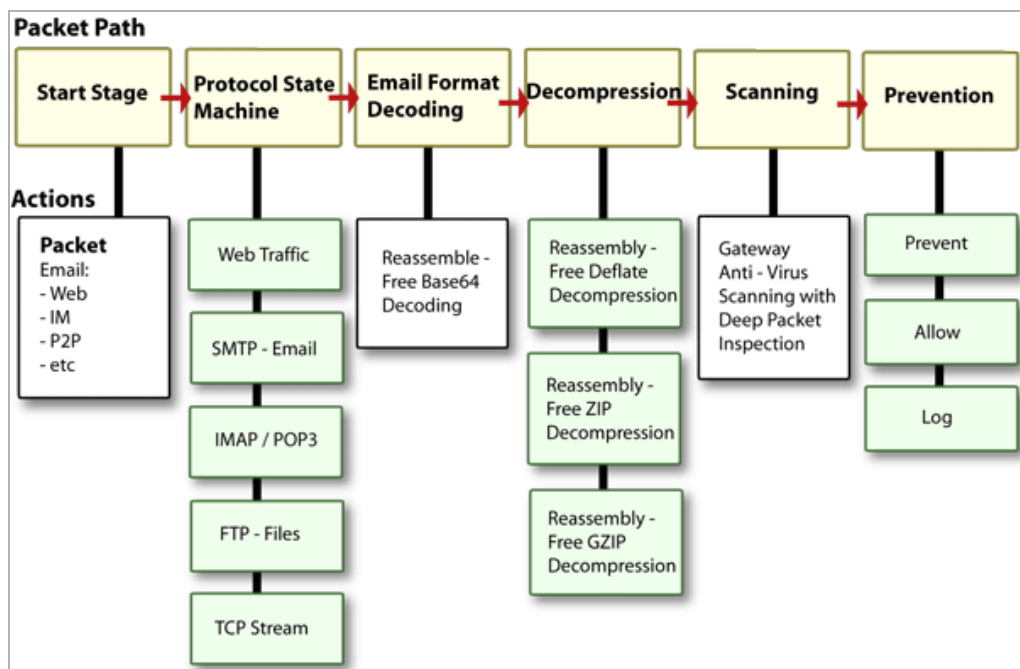 Packet Path
Start Stage
Protocol State
Machine
Email Format
Decoding
Decompression
Scanning
Prevention
Actions
Packet
Email:
- Web
- IM
- P2P
- etc
Web Traffic
SMTP - Email
IMAP / POP3
FTP - Files
TCP Stream
Reassemble -
Free Base64
Decoding
Reassembly -
Free Deflate
Decompression
Reassembly -
Free ZIP
Decompression
Reassembly -
Free GZIP
Decompression
Gateway
Anti - Virus
Scanning with
Deep Packet
Inspection
Prevent
Allow
Log